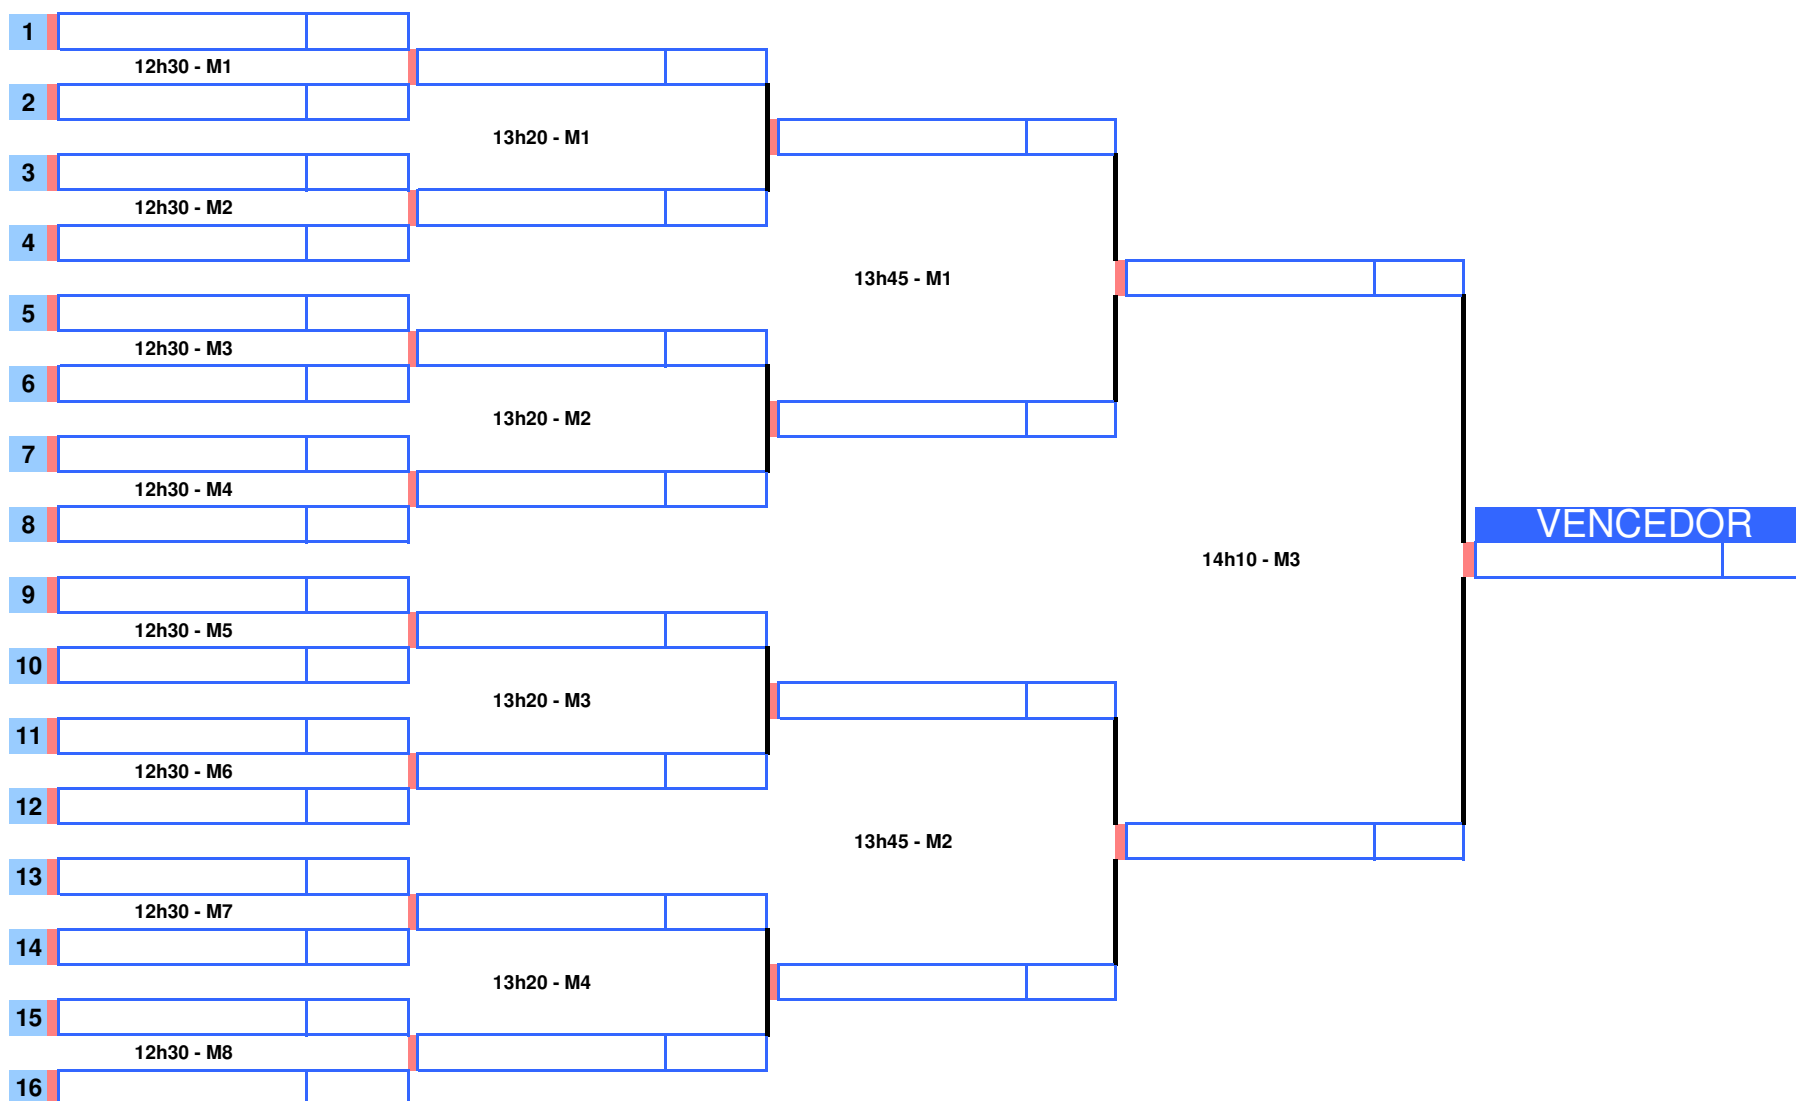 1
12h30 - M1
2
13h20 - M1
3
12h30 - M2
4
13h45 - M1
5
12h30 - M3
6
13h20 - M2
7
12h30 - M4
8
VENCEDOR
14h10 - M3
9
12h30 - M5
10
13h20 - M3
11
12h30 - M6
12
13h45 - M2
13
12h30 - M7
14
13h20 - M4
15
12h30 - M8
16